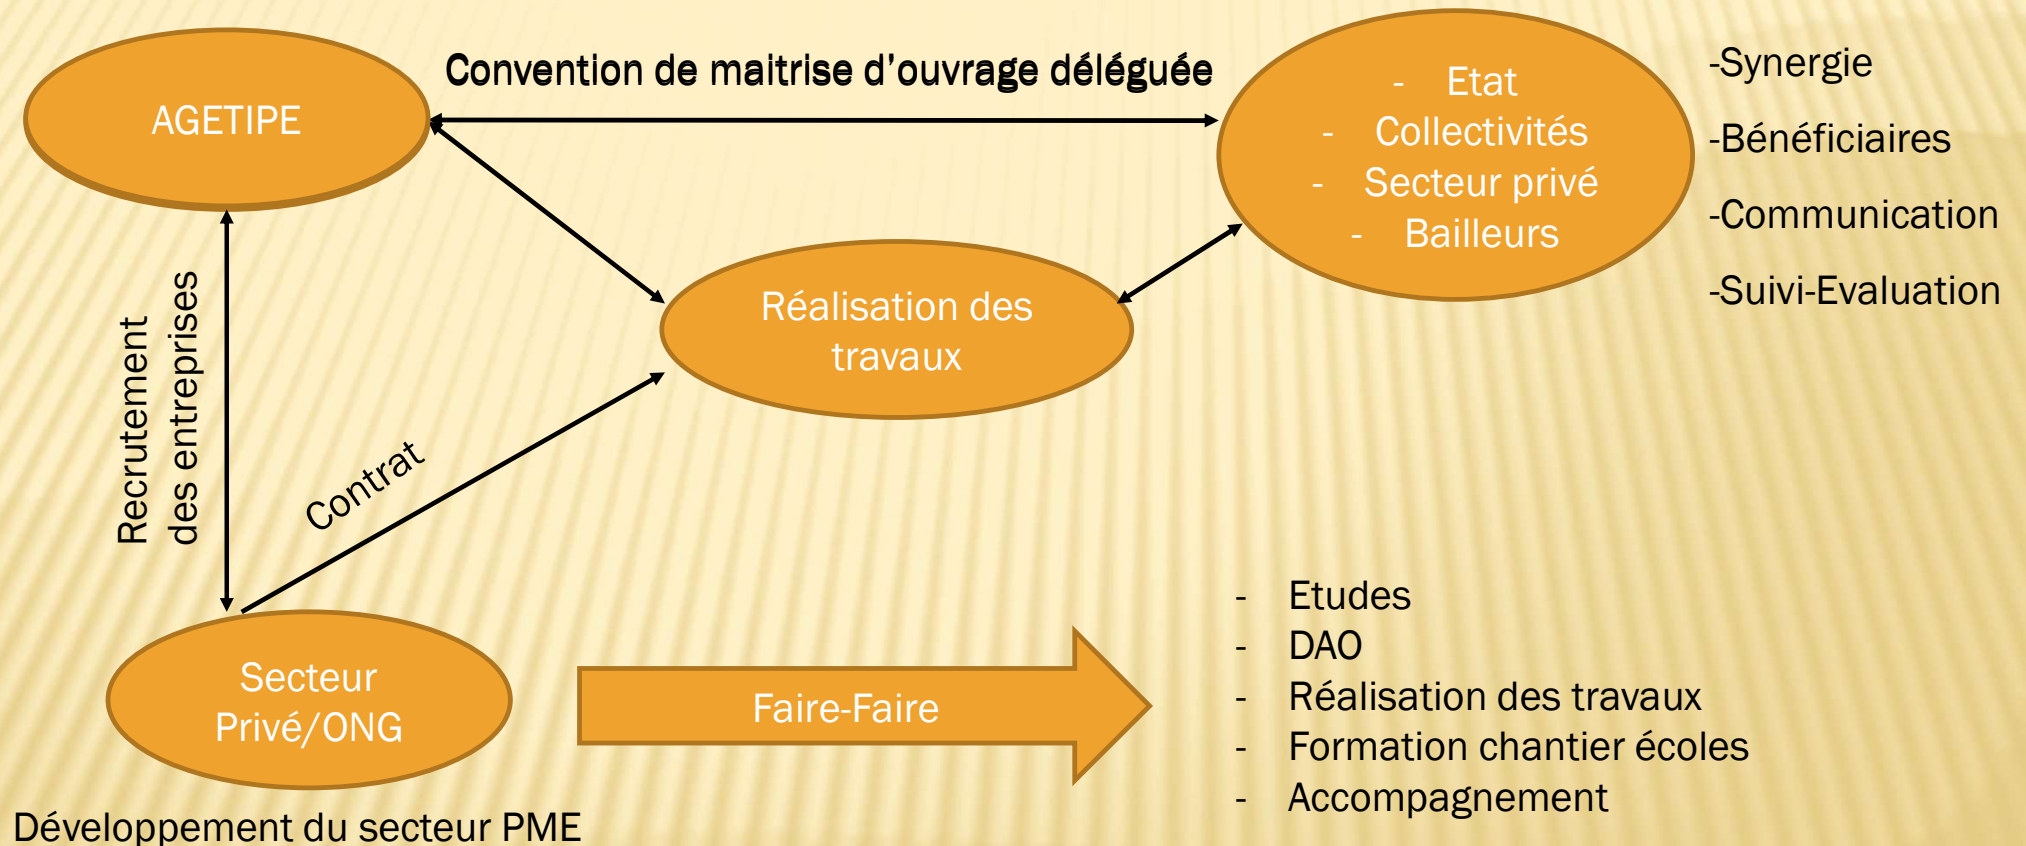 AGETIPE
Convention de maitrise d'ouvrage déléguée
- Etat
- Collectivités
- Secteur privé
- Bailleurs
-Synergie
-Bénéficiaires
-Communication
-Suivi-Evaluation
Réalisation des
travaux
Recrutement
des entreprises
Contrat
Secteur
Privé/ONG
Faire-Faire
- Etudes
- DAO
- Réalisation des travaux
- Formation chantier écoles
- Accompagnement
Développement du secteur PME